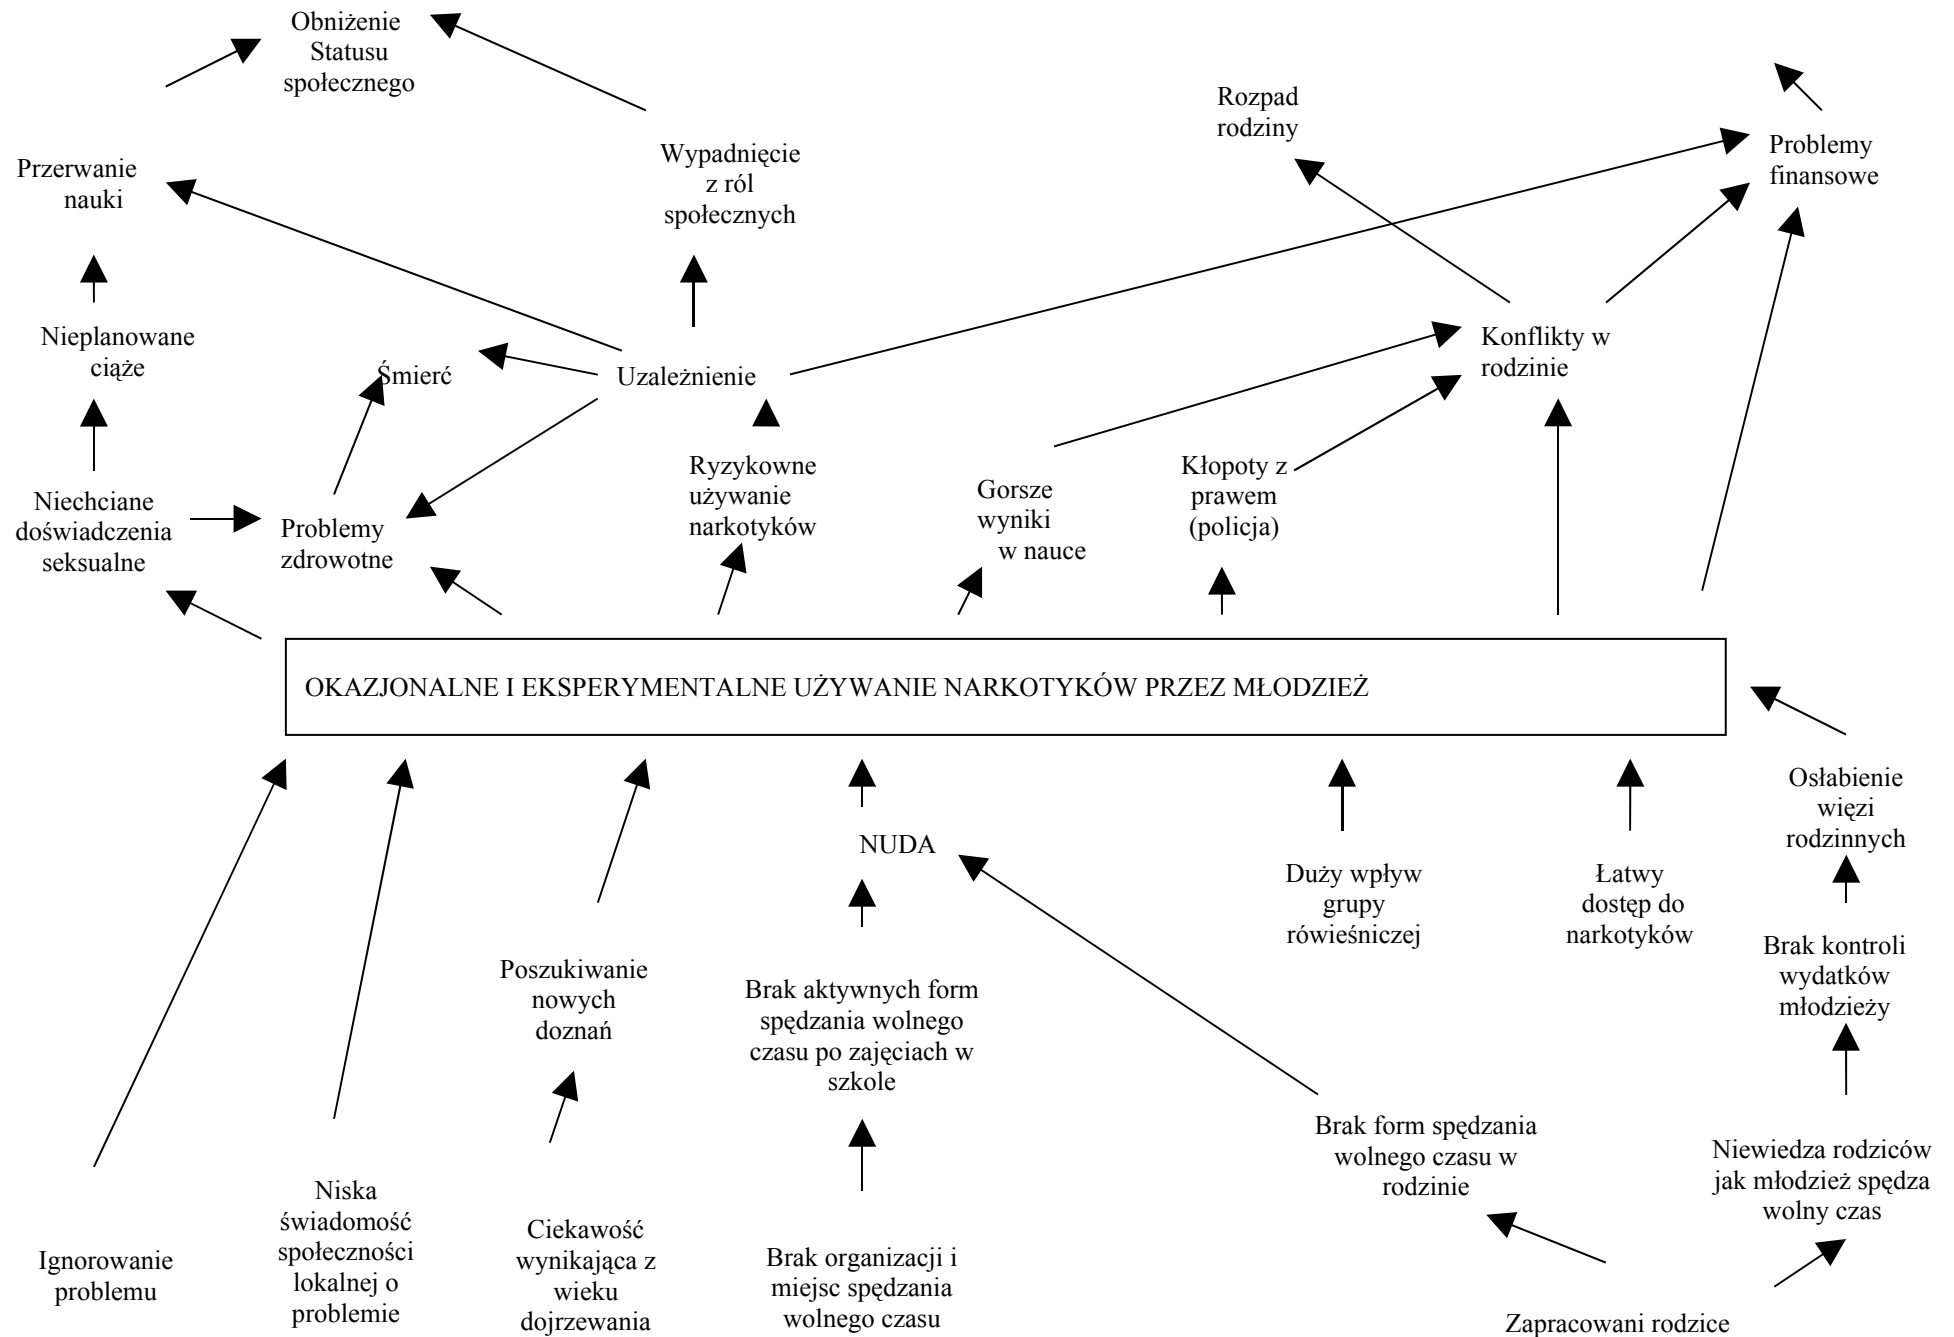 Obniżenie
Statusu
społecznego
Rozpad
rodziny
Problemy
finansowe
Wypadnięcie
z ról
społecznych
Przerwanie
nauki
Nieplanowane
ciąże
Śmierć
Uzależnienie
Konflikty w
rodzinie
Ryzykowne
używanie
narkotyków
Gorsze
wyniki
w nauce
Kłopoty z
prawem
(policja)
Niechciane
doświadczenia
seksualne
Problemy
zdrowotne
OKAZJONALNE I EKSPERYMENTALNE UŻYWANIE NARKOTYKÓW PRZEZ MŁODZIEŻ
Osłabienie
więzi
rodzinnych
NUDA
Duży wpływ
grupy
rówieśniczej
Łatwy
dostęp do
narkotyków
Brak kontroli
wydatków
młodzieży
Poszukiwanie
nowych
doznań
Brak aktywnych form
spędzania wolnego
czasu po zajęciach w
szkole
Brak form spędzania
wolnego czasu w
rodzinie
Niewiedza rodziców
jak młodzież spędza
wolny czas
Ignorowanie
problemu
Niska
świadomość
społeczności
lokalnej o
problemie
Ciekawość
wynikająca z
wieku
dojrzewania
Brak organizacji i
miejsc spędzania
wolnego czasu
Zapracowani rodzice